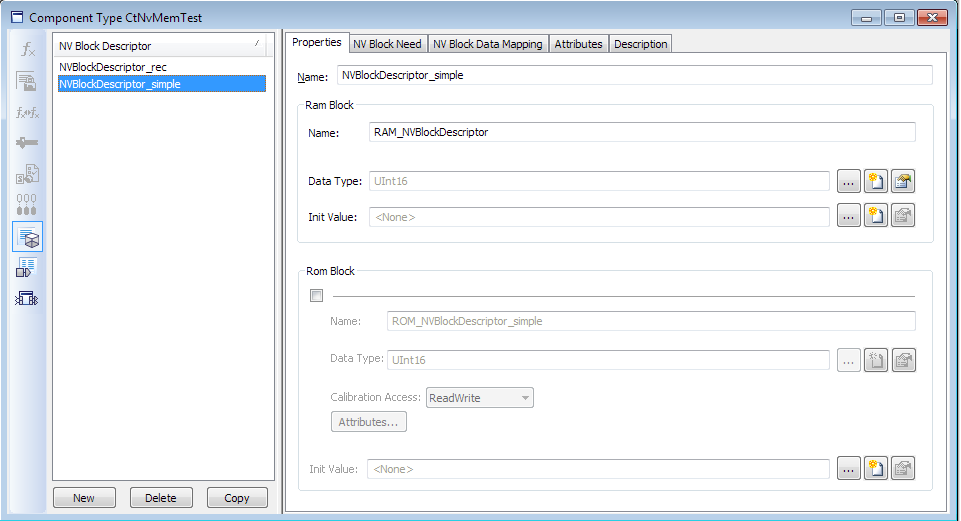 Component Type CtNvMemTest
NV Block Descriptor
NVBlockDescriptor_rec
NVBlockDescriptor_simple
New Delete Copy
Properties NV Block Need NV Block Data Mapping Attributes Description
Name: NVBlockDescriptor_simple
Ram Block
Name: RAM_NVBlockDescriptor
Data Type: UInt16 ...
Init Value: <None> ...
Rom Block
Name: ROM_NVBlockDescriptor_simple
Data Type: UInt16 ...
Calibration Access: ReadWrite
Attributes...
Init Value: <None> ...